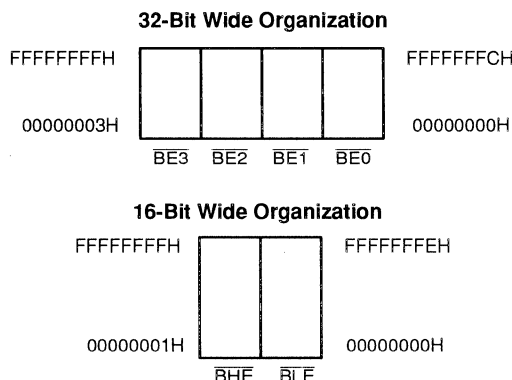 32-Bit Wide Organization
FFFFFFFFH FFFFFFFCH
00000003H 00000000H
BE3 BE2 BE1 BE0
16-Bit Wide Organization
FFFFFFFFH FFFFFFFEH
00000001H 00000000H
BHE BLE